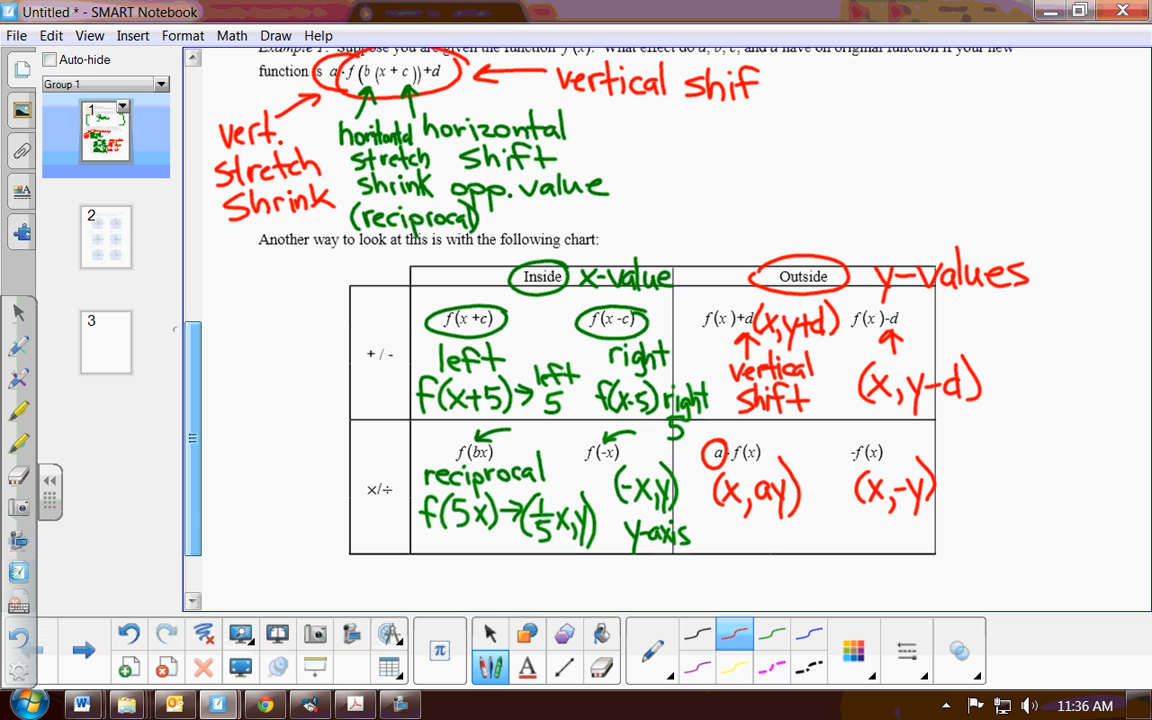 Untitled * - SMART Notebook
File Edit View Insert Format Math Draw Help
Auto-hide
Group 1
1
2
3
Example 1: Suppose you are given the function f (x). What effect do a, b, c, and d have on original function if your new
function is a·f(b (x + c))+d
vertical shif
vert.
stretch
shrink
horizontal
stretch
shrink
(reciprocal)
horizontal
shift
opp. value
Another way to look at this is with the following chart:
Inside x-value
Outside y-values
+ / -
f(x +c)
left
f(x+5)→ left 5
f(x -c)
right
f(x-5) right 5
f(x )+d (x,y+d)
vertical
shift
f(x )-d
(x, y-d)
x/÷
f(bx)
reciprocal
f(5x)→(1/5x,y)
f(-x)
(-x,y)
y-axis
a· f(x)
(x, ay)
-f(x)
(x,-y)
π
A
W
11:36 AM